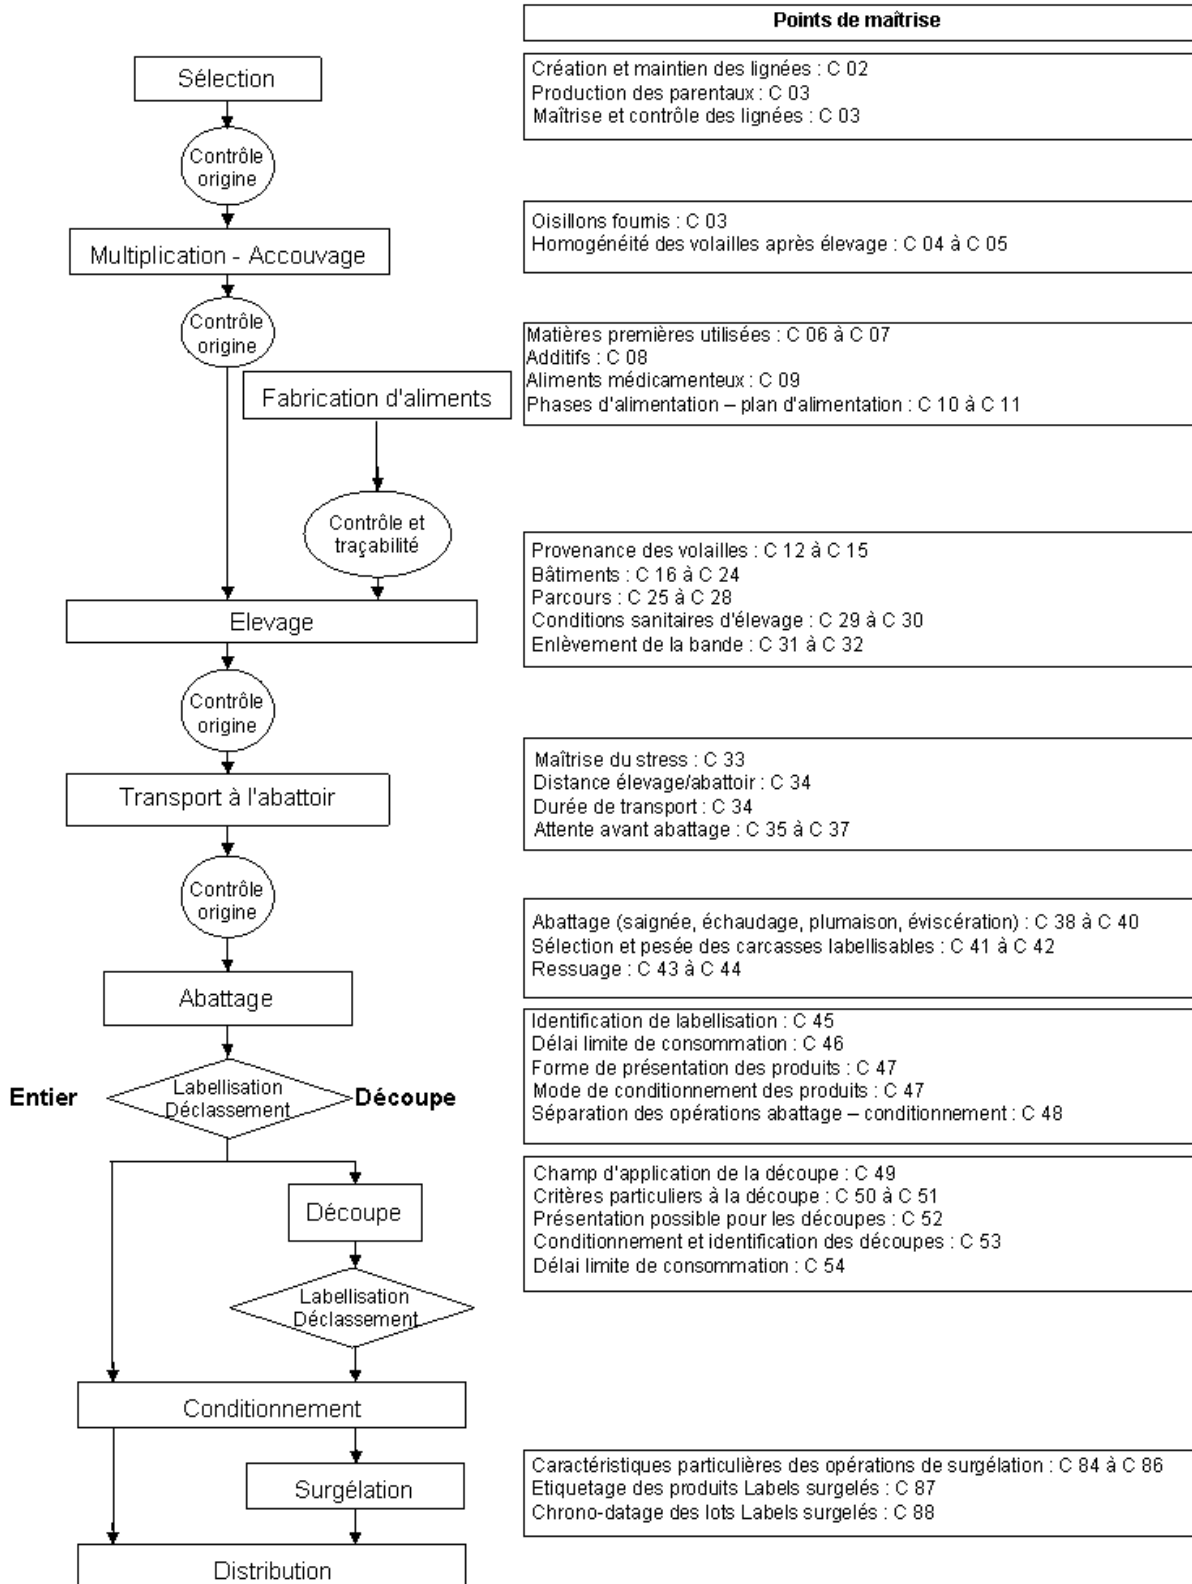 Points de maîtrise
Sélection
Création et maintien des lignées : C 02
Production des parentaux : C 03
Maîtrise et contrôle des lignées : C 03
Contrôle
origine
Multiplication - Accouvage
Oisillons fournis : C 03
Homogénéité des volailles après élevage : C 04 à C 05
Contrôle
origine
Fabrication d'aliments
Matières premières utilisées : C 06 à C 07
Additifs : C 08
Aliments médicamenteux : C 09
Phases d'alimentation – plan d'alimentation : C 10 à C 11
Contrôle et
traçabilité
Elevage
Provenance des volailles : C 12 à C 15
Bâtiments : C 16 à C 24
Parcours : C 25 à C 28
Conditions sanitaires d'élevage : C 29 à C 30
Enlèvement de la bande : C 31 à C 32
Contrôle
origine
Transport à l'abattoir
Maîtrise du stress : C 33
Distance élevage/abattoir : C 34
Durée de transport : C 34
Attente avant abattage : C 35 à C 37
Contrôle
origine
Abattage
Abattage (saignée, échaudage, plumaison, éviscération) : C 38 à C 40
Sélection et pesée des carcasses labellisables : C 41 à C 42
Ressuage : C 43 à C 44
Entier
Labellisation
Déclassement
Découpe
Identification de labellisation : C 45
Délai limite de consommation : C 46
Forme de présentation des produits : C 47
Mode de conditionnement des produits : C 47
Séparation des opérations abattage – conditionnement : C 48
Découpe
Champ d'application de la découpe : C 49
Critères particuliers à la découpe : C 50 à C 51
Présentation possible pour les découpes : C 52
Conditionnement et identification des découpes : C 53
Délai limite de consommation : C 54
Labellisation
Déclassement
Conditionnement
Surgélation
Caractéristiques particulières des opérations de surgélation : C 84 à C 86
Etiquetage des produits Labels surgelés : C 87
Chrono-datage des lots Labels surgelés : C 88
Distribution